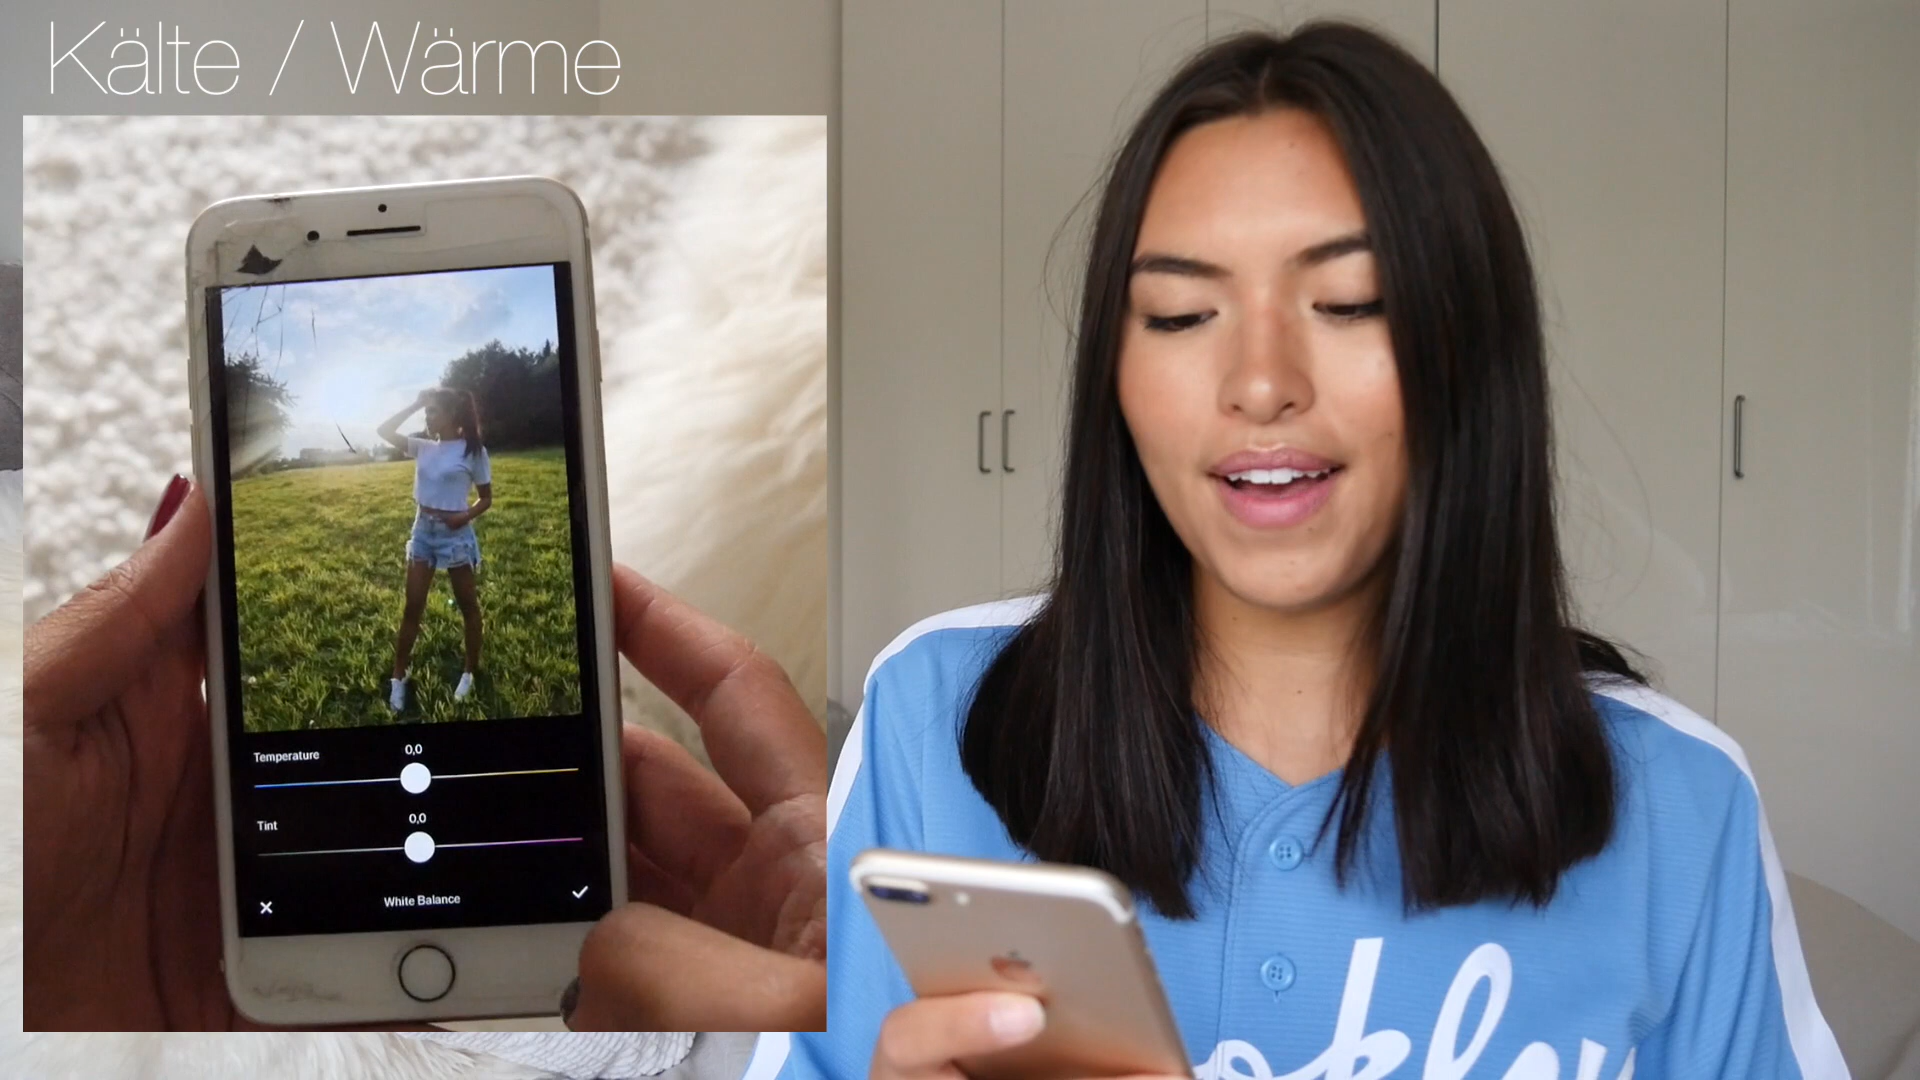 Kälte / Wärme
Temperature
0,0
Tint
0,0
White Balance